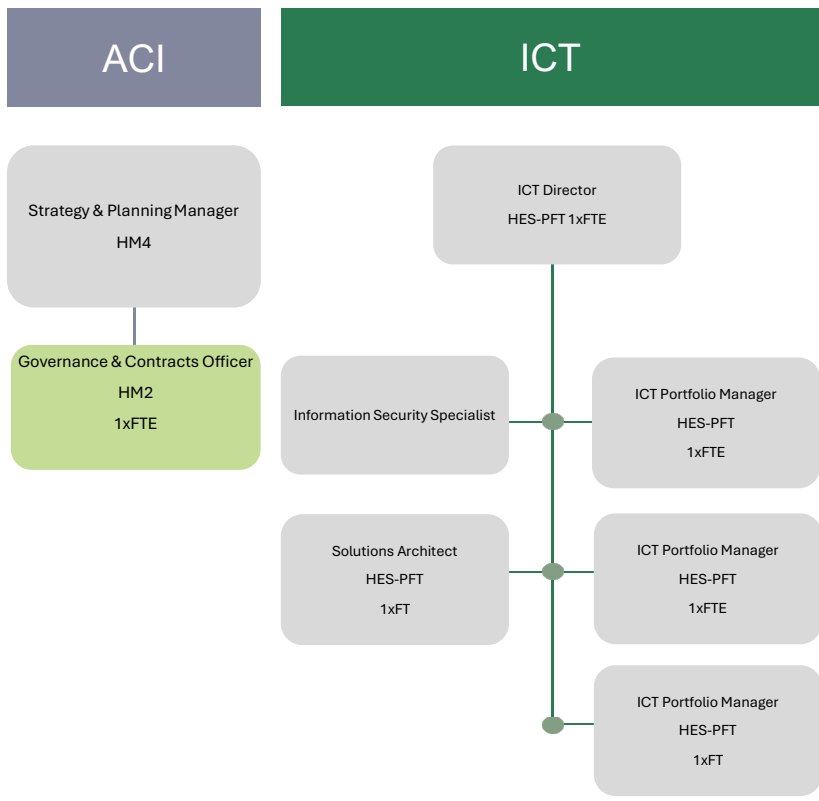 ACI
ICT
Strategy & Planning Manager
HM4
Governance & Contracts Officer
HM2
1xFTE
ICT Director
HES-PFT 1xFTE
Information Security Specialist
ICT Portfolio Manager
HES-PFT
1xFTE
Solutions Architect
HES-PFT
1xFT
ICT Portfolio Manager
HES-PFT
1xFTE
ICT Portfolio Manager
HES-PFT
1xFT